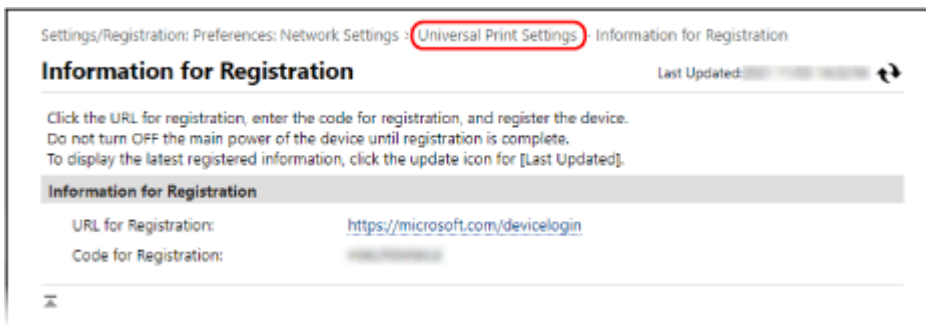 Settings/Registration: Preferences: Network Settings > Universal Print Settings > Information for Registration
Information for Registration
Last Updated:
Click the URL for registration, enter the code for registration, and register the device.
Do not turn OFF the main power of the device until registration is complete.
To display the latest registered information, click the update icon for [Last Updated].
Information for Registration
URL for Registration: https://microsoft.com/devicelogin
Code for Registration: